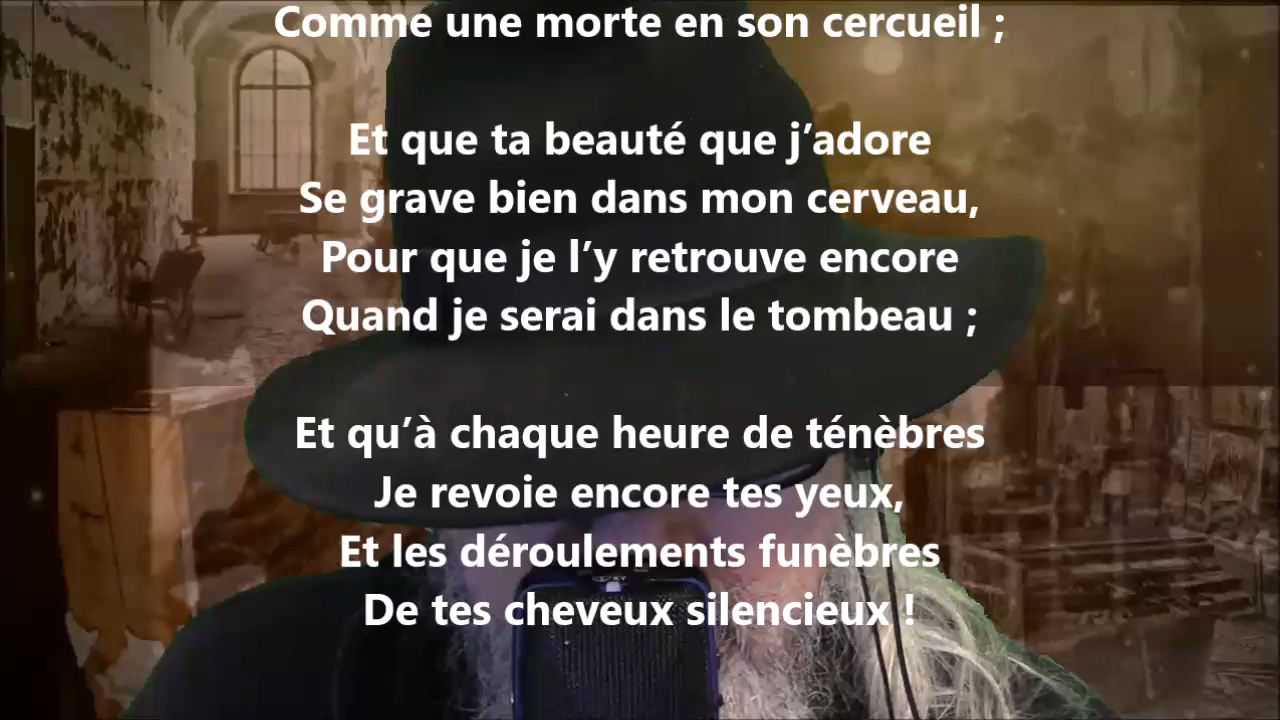 Comme une morte en son cercueil ;
Et que ta beauté que j’adore
Se grave bien dans mon cerveau,
Pour que je l’y retrouve encore
Quand je serai dans le tombeau ;
Et qu’à chaque heure de ténèbres
Je revoie encore tes yeux,
Et les déroulements funèbres
De tes cheveux silencieux !